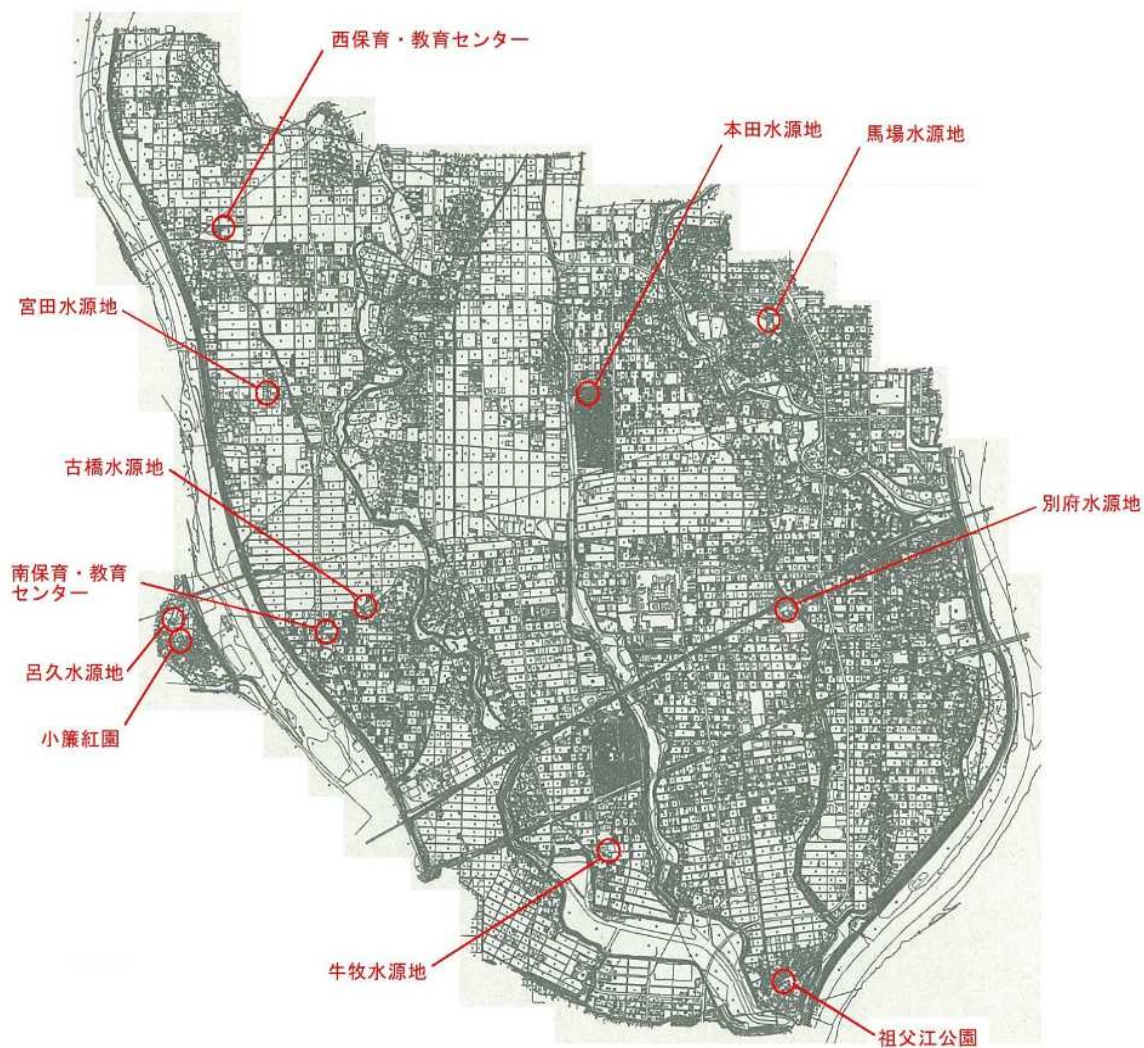 西保育・教育センター
本田水源地
馬場水源地
宮田水源地
古橋水源地
別府水源地
南保育・教育
センター
呂久水源地
小簾紅園
牛牧水源地
祖父江公園